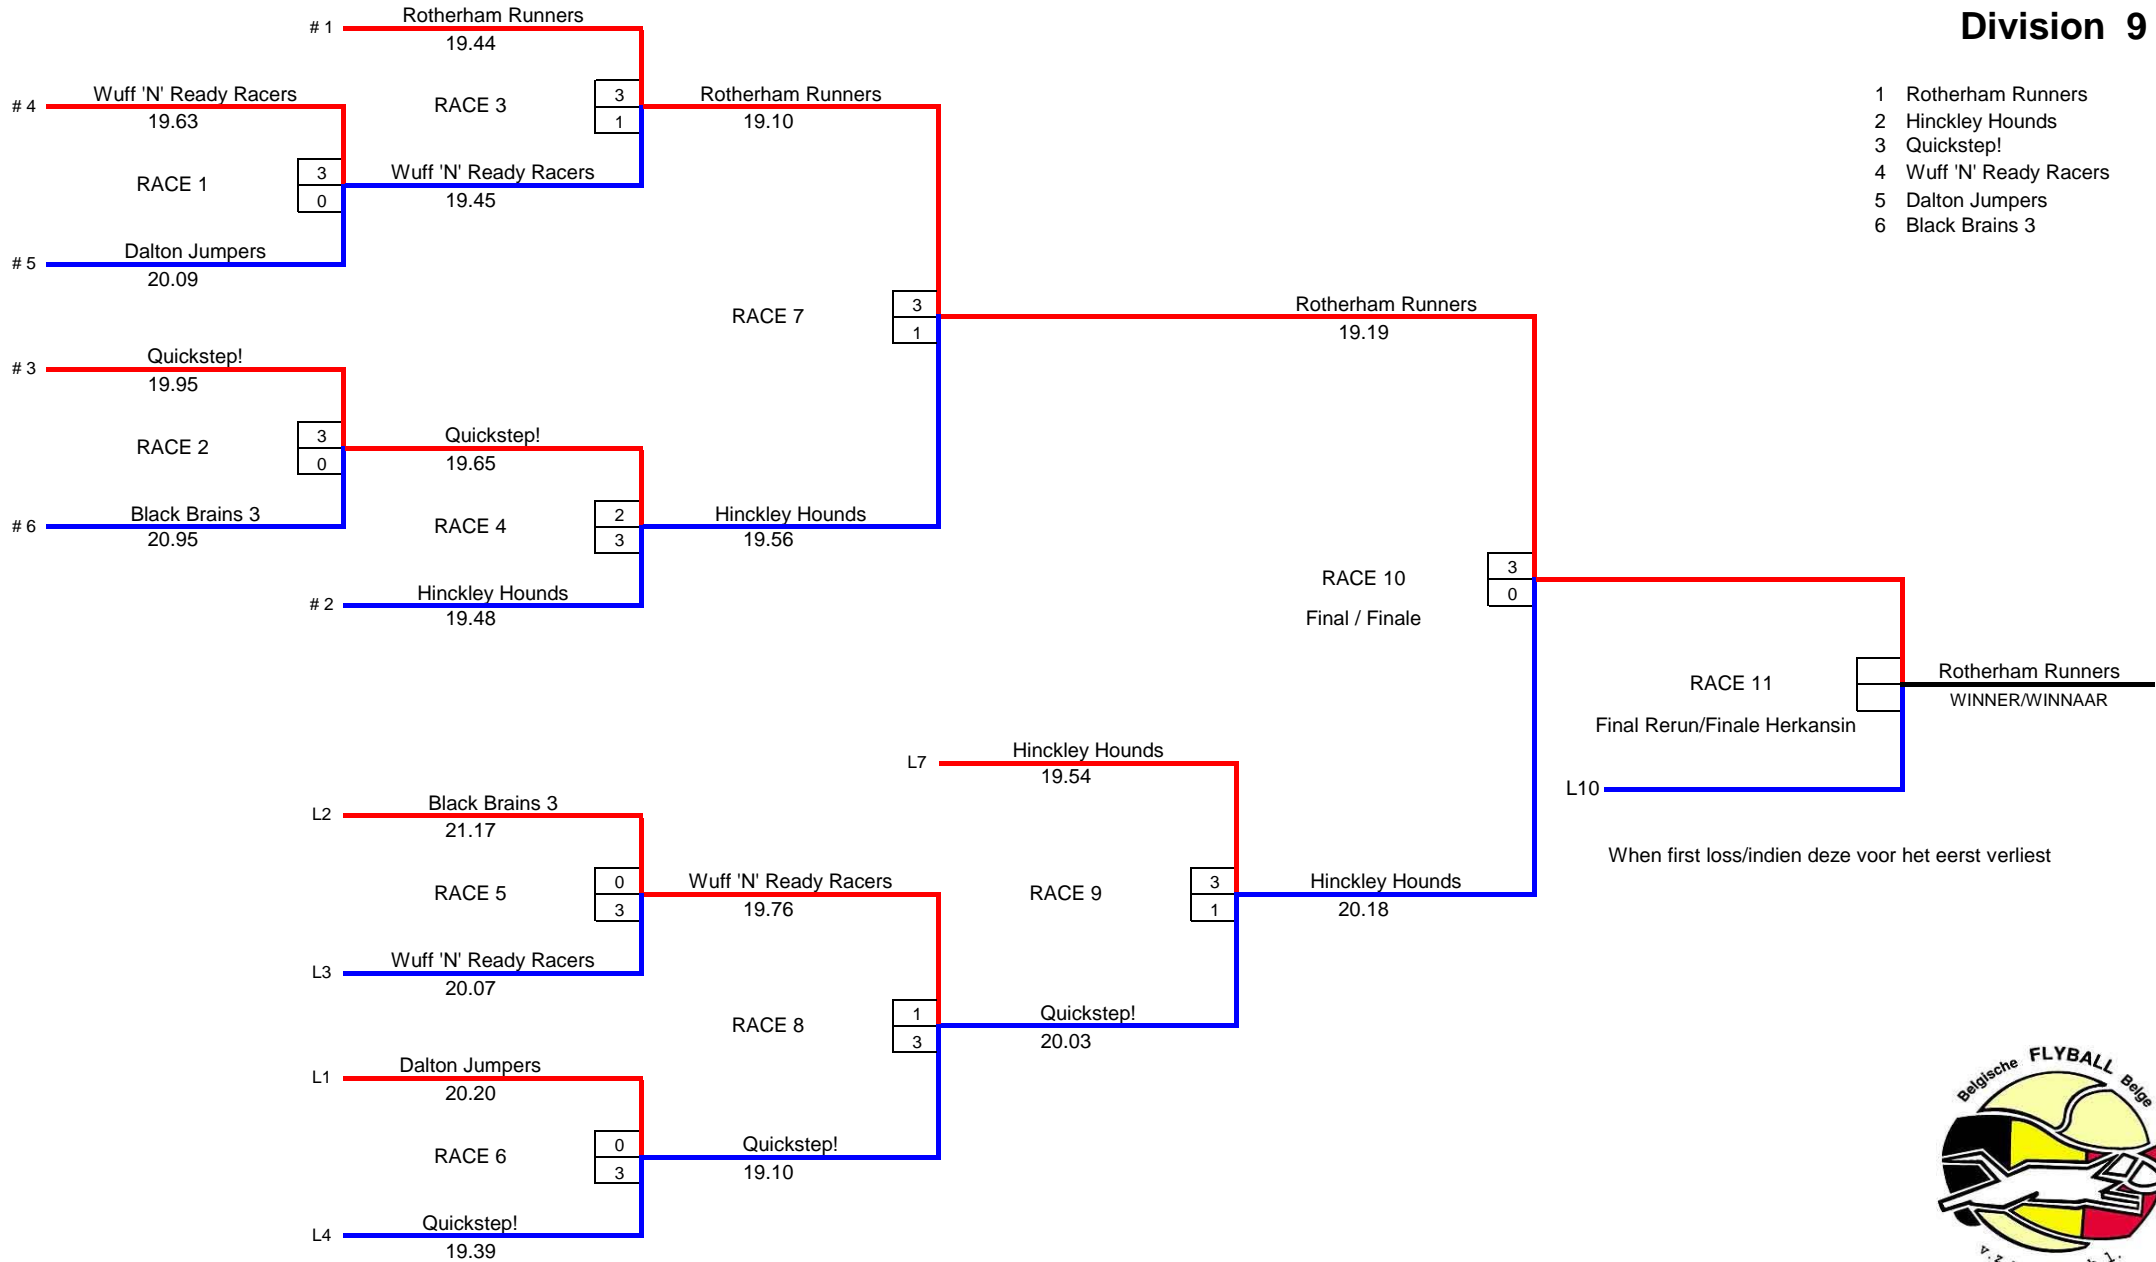 Division 9
1 Rotherham Runners
2 Hinckley Hounds
3 Quickstep!
4 Wuff 'N' Ready Racers
5 Dalton Jumpers
6 Black Brains 3
# 1
Rotherham Runners
19.44
# 4
Wuff 'N' Ready Racers
19.63
RACE 1
3
0
# 5
Dalton Jumpers
20.09
RACE 3
3
1
Wuff 'N' Ready Racers
19.45
Rotherham Runners
19.10
# 3
Quickstep!
19.95
RACE 2
3
0
# 6
Black Brains 3
20.95
Quickstep!
19.65
RACE 4
2
3
# 2
Hinckley Hounds
19.48
Hinckley Hounds
19.56
RACE 7
3
1
Rotherham Runners
19.19
RACE 10
Final / Finale
3
0
RACE 11
Final Rerun/Finale Herkansin
Rotherham Runners
WINNER/WINNAAR
L10
When first loss/indien deze voor het eerst verliest
L7
Hinckley Hounds
19.54
RACE 9
3
1
Hinckley Hounds
20.18
L2
Black Brains 3
21.17
RACE 5
0
3
L3
Wuff 'N' Ready Racers
20.07
Wuff 'N' Ready Racers
19.76
RACE 8
1
3
Quickstep!
20.03
L1
Dalton Jumpers
20.20
RACE 6
0
3
L4
Quickstep!
19.39
Quickstep!
19.10
Belgische FLYBALL Belge